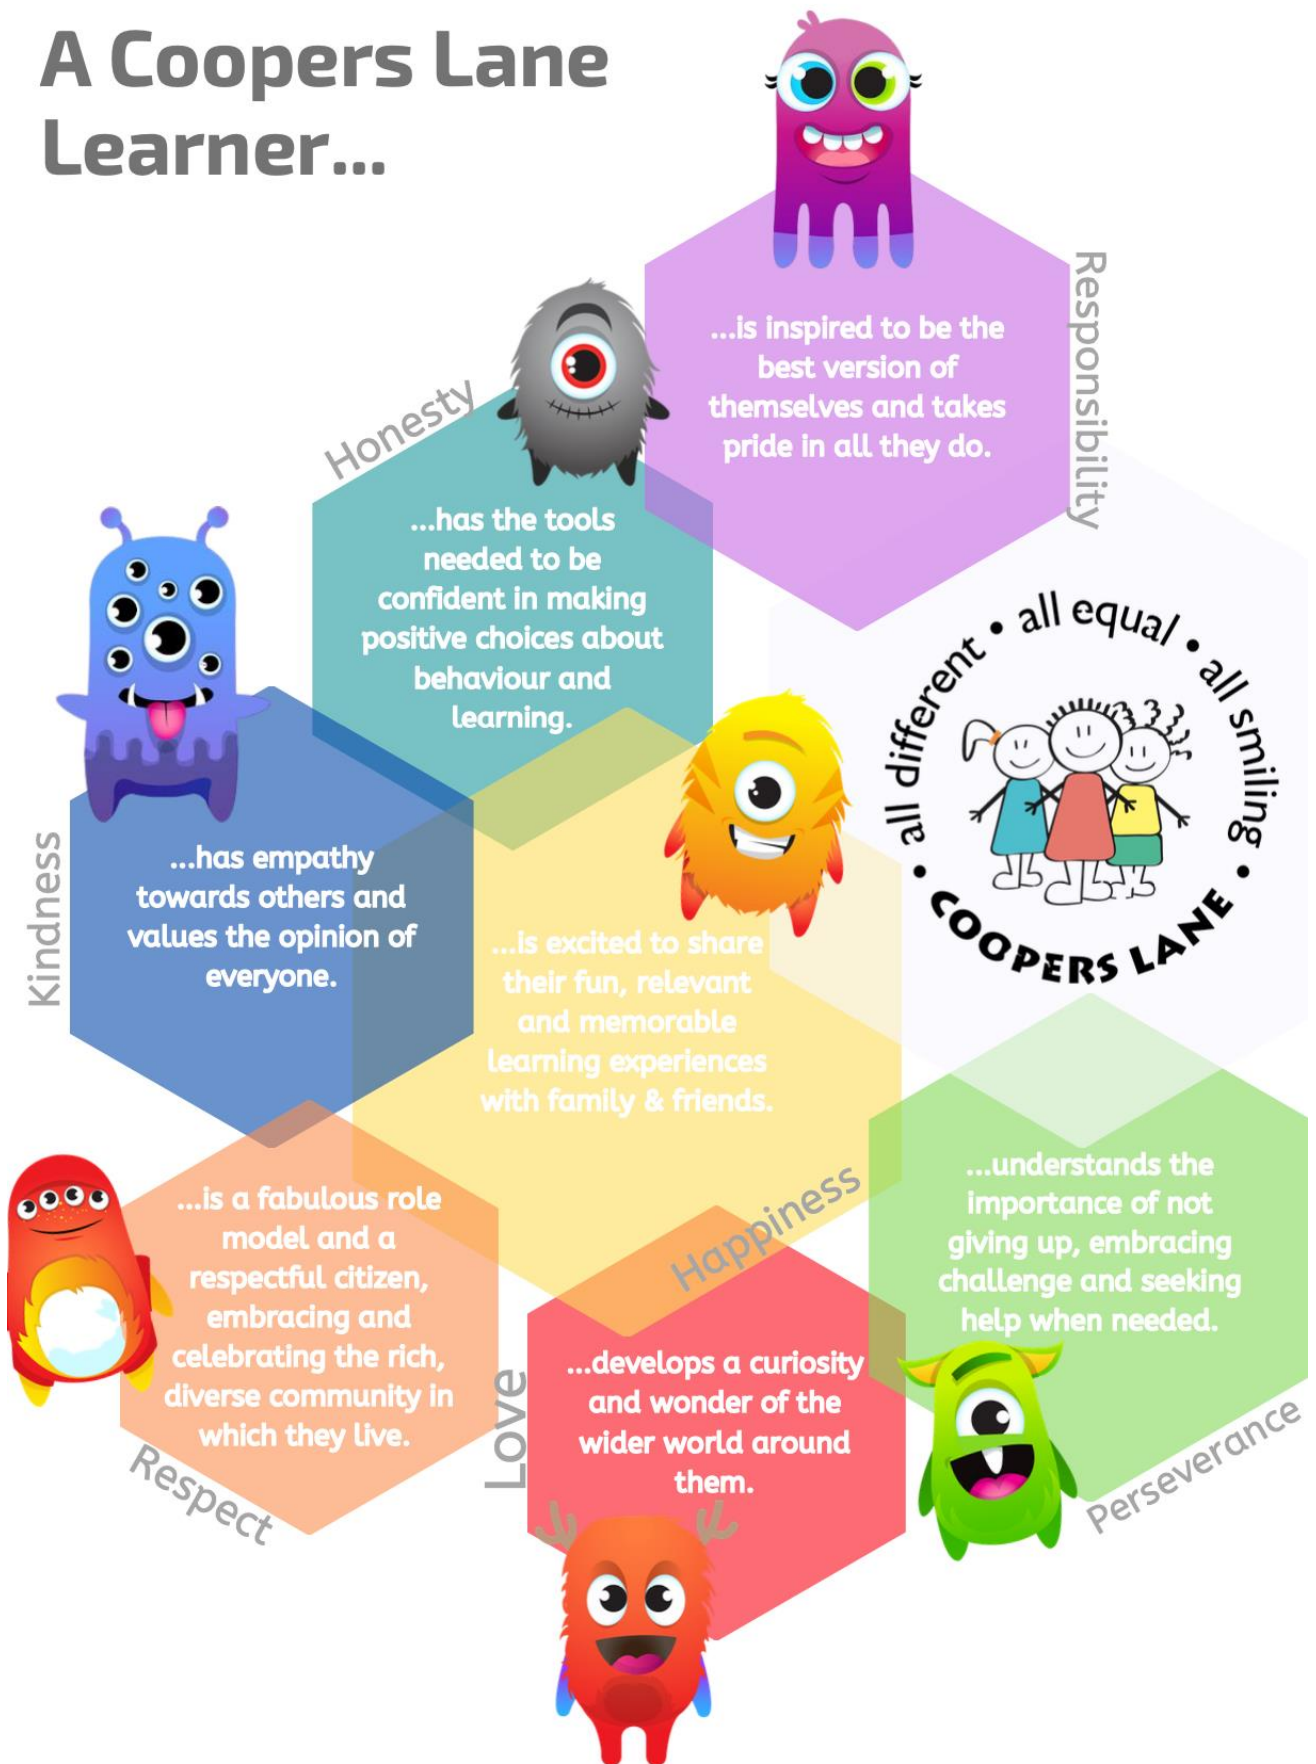 A Coopers Lane
Learner...
Responsibility
...is inspired to be the
best version of
themselves and takes
pride in all they do.
Honesty
...has the tools
needed to be
confident in making
positive choices about
behaviour and
learning.
• all different • all equal • all smiling •
COOPERS LANE
Kindness
...has empathy
towards others and
values the opinion of
everyone.
...is excited to share
their fun, relevant
and memorable
learning experiences
with family & friends.
Happiness
...understands the
importance of not
giving up, embracing
challenge and seeking
help when needed.
Perseverance
...is a fabulous role
model and a
respectful citizen,
embracing and
celebrating the rich,
diverse community in
which they live.
Respect
Love
...develops a curiosity
and wonder of the
wider world around
them.